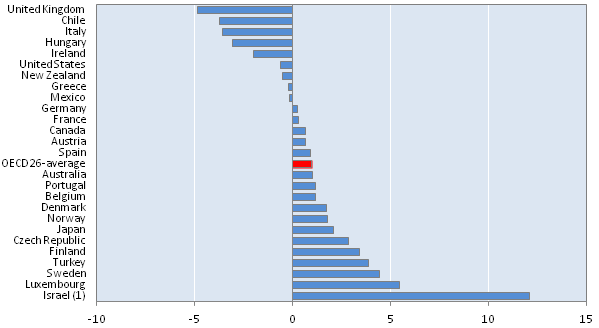 United Kingdom
Chile
Italy
Hungary
Ireland
United States
New Zealand
Greece
Mexico
Germany
France
Canada
Austria
Spain
OECD26-average
Australia
Portugal
Belgium
Denmark
Norway
Japan
Czech Republic
Finland
Turkey
Sweden
Luxembourg
Israel (1)
-10 -5 0 5 10 15